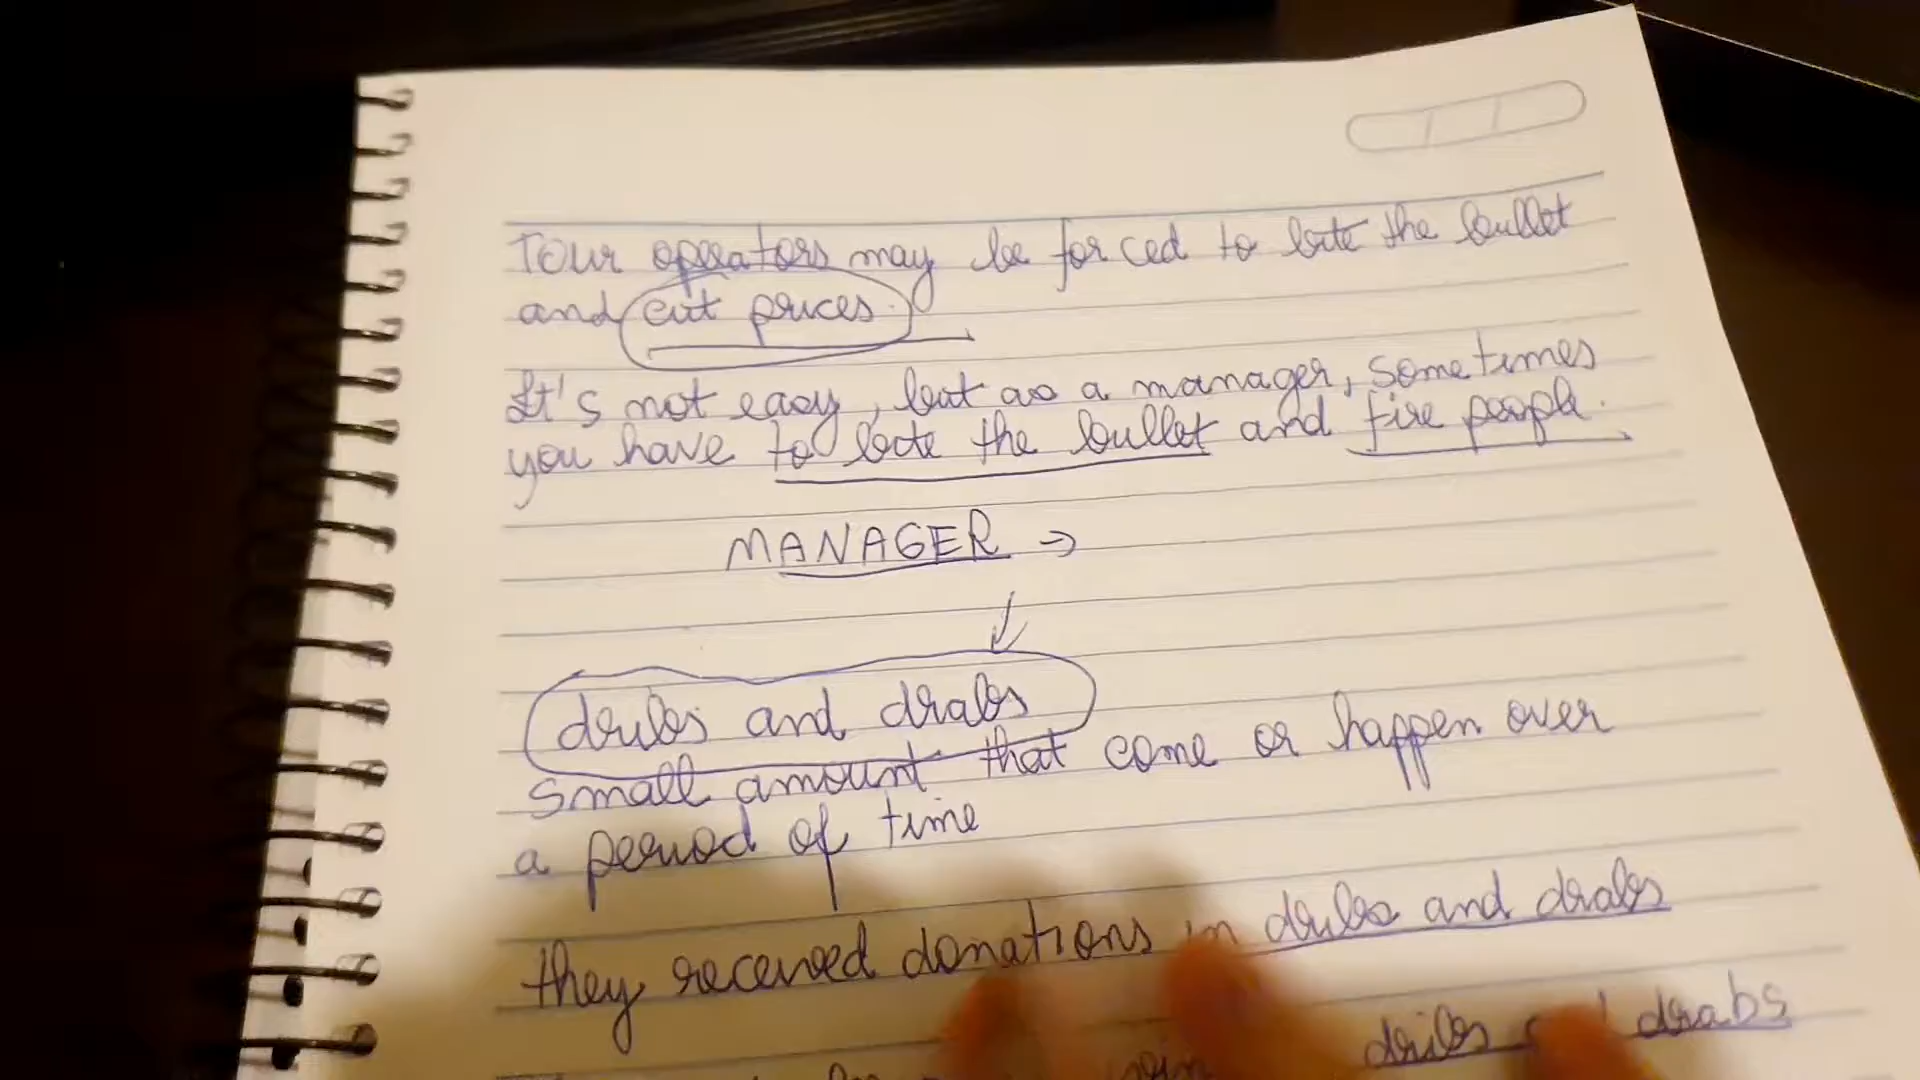 Tour operators may be forced to bite the bullet
and cut prices.
It's not easy, but as a manager, sometimes
you have to bite the bullet and fire people.
MANAGER →
dribs and drabs
small amount that come or happen over
a period of time
they received donations in dribs and drabs
dribs drabs